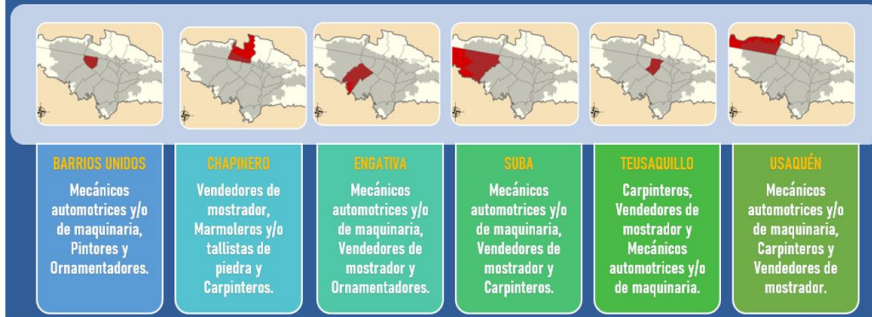 BARRIOS UNIDOS
Mecánicos
automotrices y/o
de maquinaria,
Pintores y
Ornamentadores.
CHAPINERO
Vendedores de
mostrador,
Marmoleros y/o
tallistas de
piedra y
Carpinteros.
ENGATIVA
Mecánicos
automotrices y/o
de maquinaria,
Vendedores de
mostrador y
Ornamentadores.
SUBA
Mecánicos
automotrices y/o
de maquinaria,
Vendedores de
mostrador y
Carpinteros.
TEUSAQUILLO
Carpinteros,
Vendedores de
mostrador y
Mecánicos
automotrices y/o
de maquinaria.
USAQUÉN
Mecánicos
automotrices y/o
de maquinaria,
Carpinteros y
Vendedores de
mostrador.